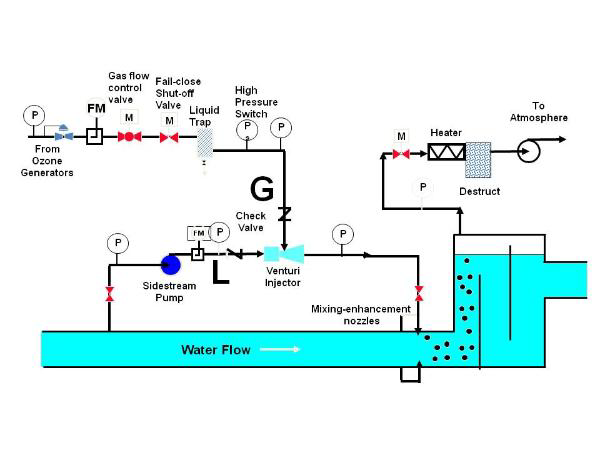 Gas flow
control
valve
Fail-close
Shut-off
Valve
High
Pressure
Switch
Liquid
Trap
FM
M
M
P
P
P
From
Ozone
Generators
To
Atmosphere
M
Heater
P
Destruct
G
Check
Valve
P
FM
P
P
L
Sidestream
Pump
Venturi
Injector
Mixing-enhancement
nozzles
Water Flow